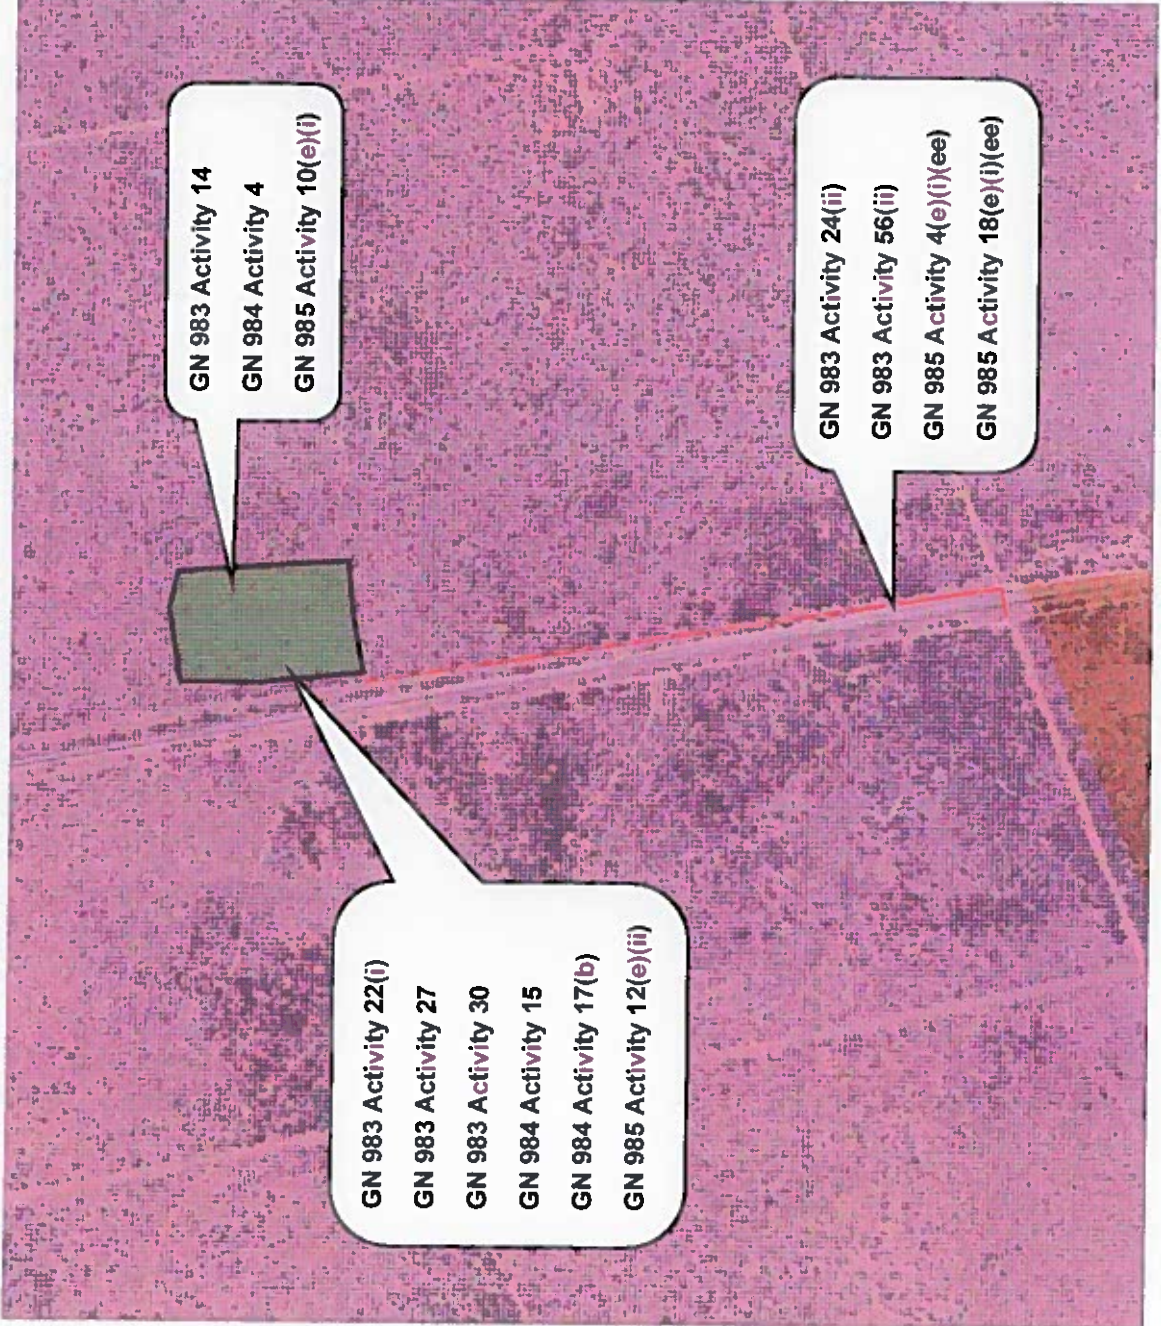 GN 983 Activity 14
GN 984 Activity 4
GN 985 Activity 10(e)(i)
GN 983 Activity 22(i)
GN 983 Activity 27
GN 983 Activity 30
GN 984 Activity 15
GN 984 Activity 17(b)
GN 985 Activity 12(e)(ii)
GN 983 Activity 24(ii)
GN 983 Activity 56(ii)
GN 985 Activity 4(e)(i)(ee)
GN 985 Activity 18(e)(i)(ee)